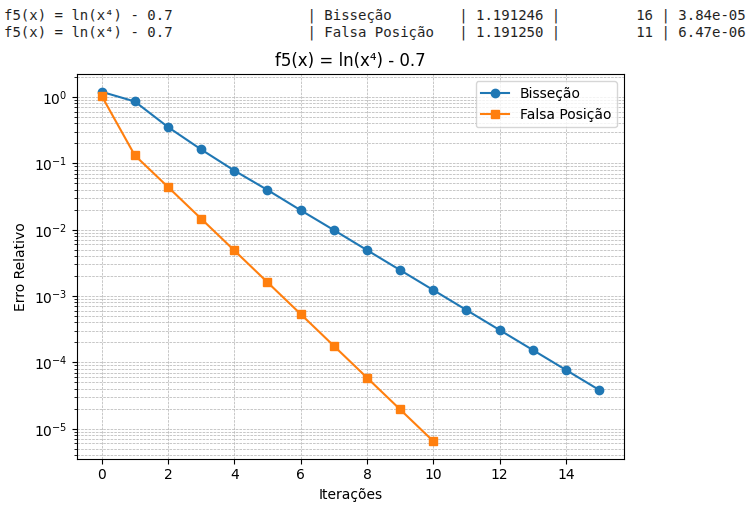 f5(x) = ln(x⁴) - 0.7 | Bisseção | 1.191246 | 16 | 3.84e-05
f5(x) = ln(x⁴) - 0.7 | Falsa Posição | 1.191250 | 11 | 6.47e-06
f5(x) = ln(x⁴) - 0.7
Bisseção
Falsa Posição
10⁰
10⁻¹
10⁻²
10⁻³
10⁻⁴
10⁻⁵
Erro Relativo
0 2 4 6 8 10 12 14
Iterações